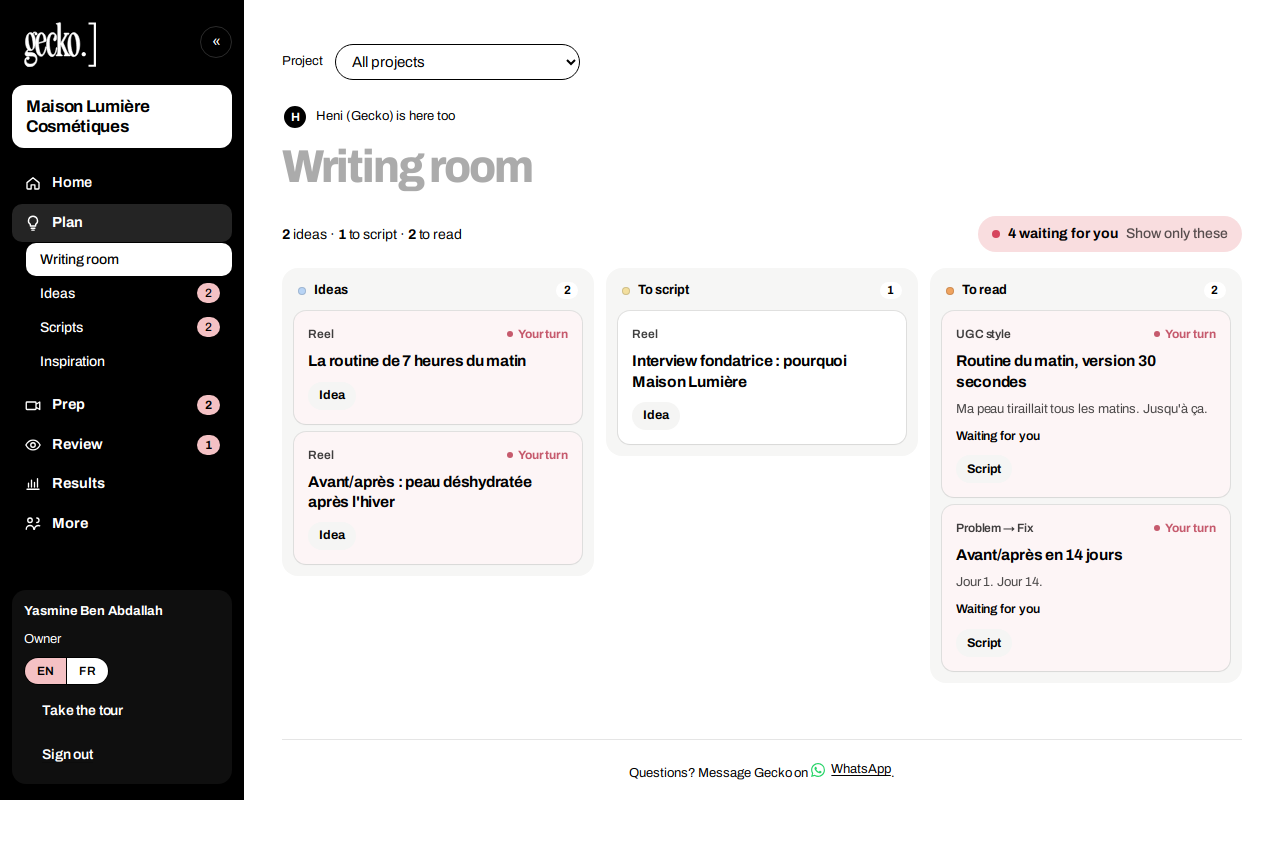 gecko.]
«
Maison Lumière
Cosmétiques
Home
Plan
Writing room
Ideas 2
Scripts 2
Inspiration
Prep 2
Review 1
Results
More
Yasmine Ben Abdallah
Owner
EN FR
Take the tour
Sign out
Project All projects
H Heni (Gecko) is here too
Writing room
2 ideas · 1 to script · 2 to read
4 waiting for you Show only these
Ideas 2
Reel Your turn
La routine de 7 heures du matin
Idea
Reel Your turn
Avant/après : peau déshydratée
après l'hiver
Idea
To script 1
Reel
Interview fondatrice : pourquoi
Maison Lumière
Idea
To read 2
UGC style Your turn
Routine du matin, version 30
secondes
Ma peau tiraillait tous les matins. Jusqu'à ça.
Waiting for you
Script
Problem → Fix Your turn
Avant/après en 14 jours
Jour 1. Jour 14.
Waiting for you
Script
Questions? Message Gecko on WhatsApp.